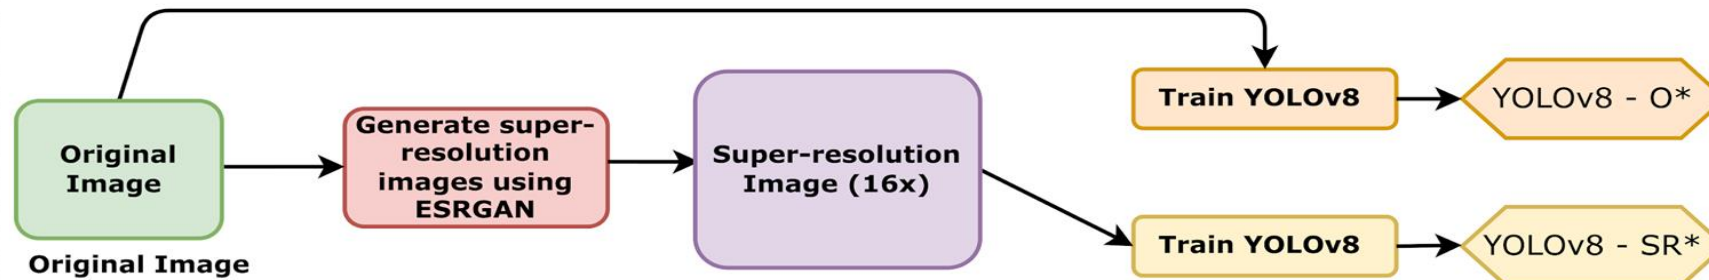 Original
Image
Original Image
Generate super-
resolution
images using
ESRGAN
Super-resolution
Image (16x)
Train YOLOv8
YOLOv8 - O*
Train YOLOv8
YOLOv8 - SR*